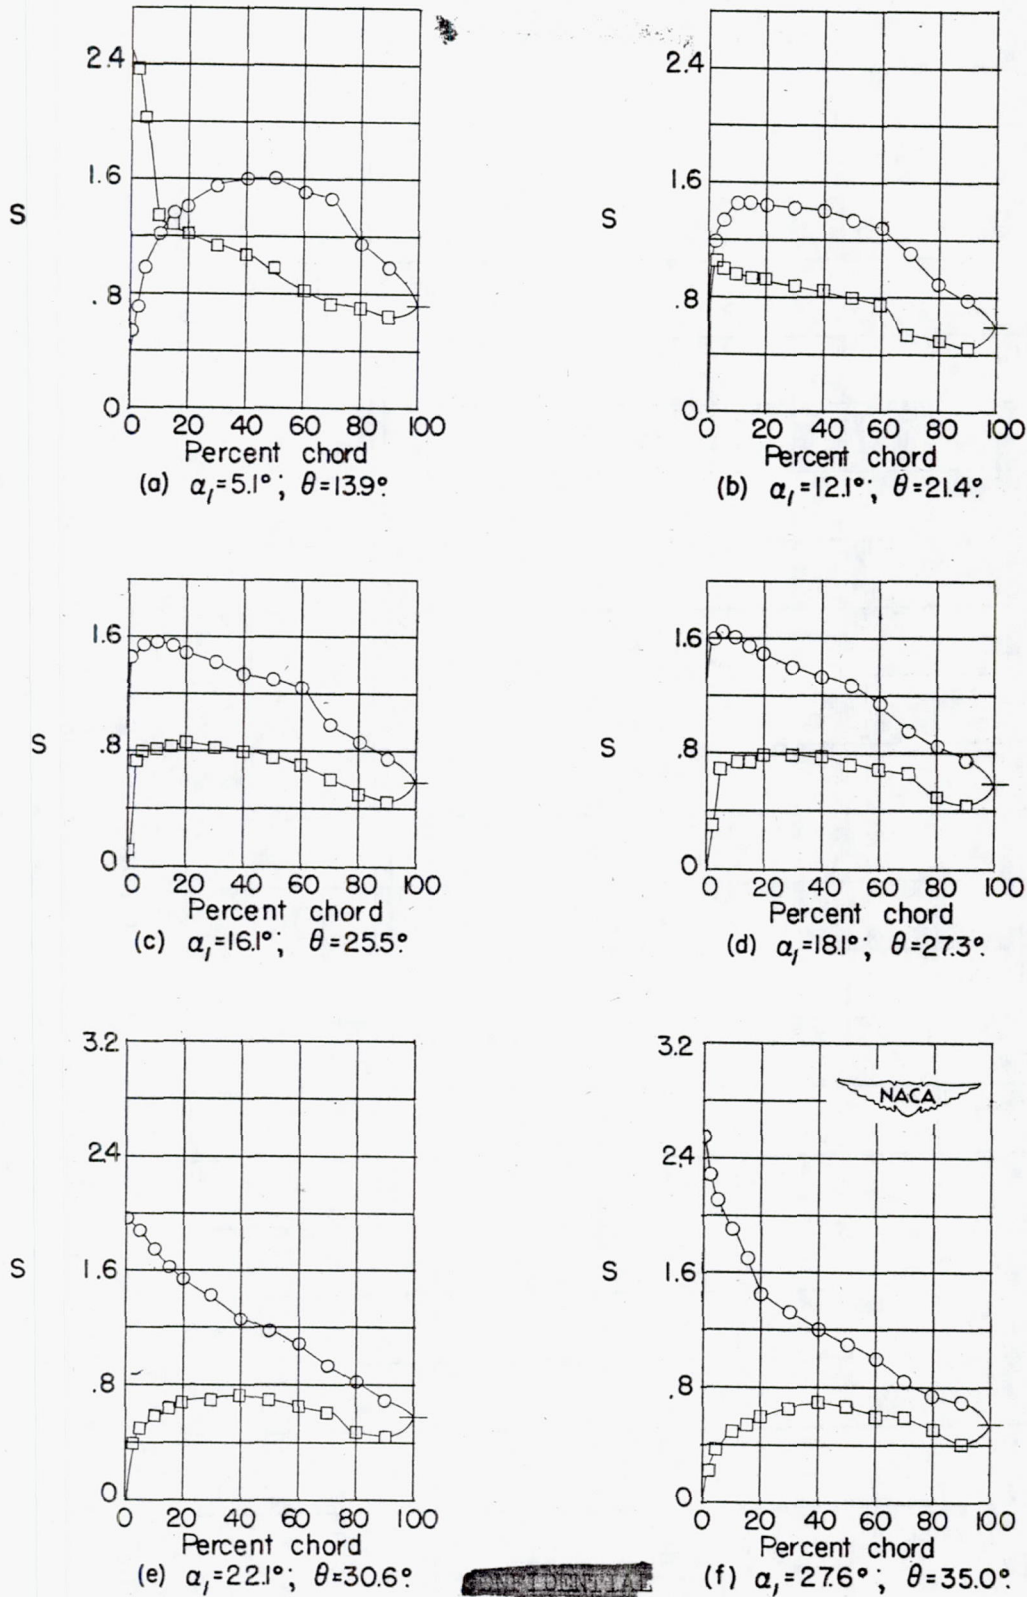 2.4
1.6
S
.8
0
0 20 40 60 80 100
Percent chord
(a) α₁=5.1°; θ=13.9°.
2.4
1.6
S
.8
0
0 20 40 60 80 100
Percent chord
(b) α₁=12.1°; θ=21.4°.
1.6
S
.8
0
0 20 40 60 80 100
Percent chord
(c) α₁=16.1°; θ=25.5°.
1.6
S
.8
0
0 20 40 60 80 100
Percent chord
(d) α₁=18.1°; θ=27.3°.
3.2
2.4
S
1.6
.8
0
0 20 40 60 80 100
Percent chord
(e) α₁=22.1°; θ=30.6°.
3.2
NACA
2.4
S
1.6
.8
0
0 20 40 60 80 100
Percent chord
(f) α₁=27.6°; θ=35.0°.
CONFIDENTIAL